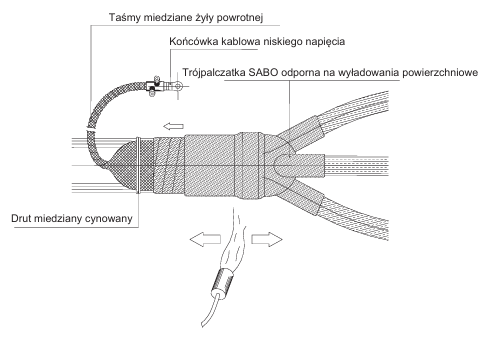 Taśmy miedziane żyły powrotnej
Końcówka kablowa niskiego napięcia
Trójpalczatka SABO odporna na wyładowania powierzchniowe
Drut miedziany cynowany